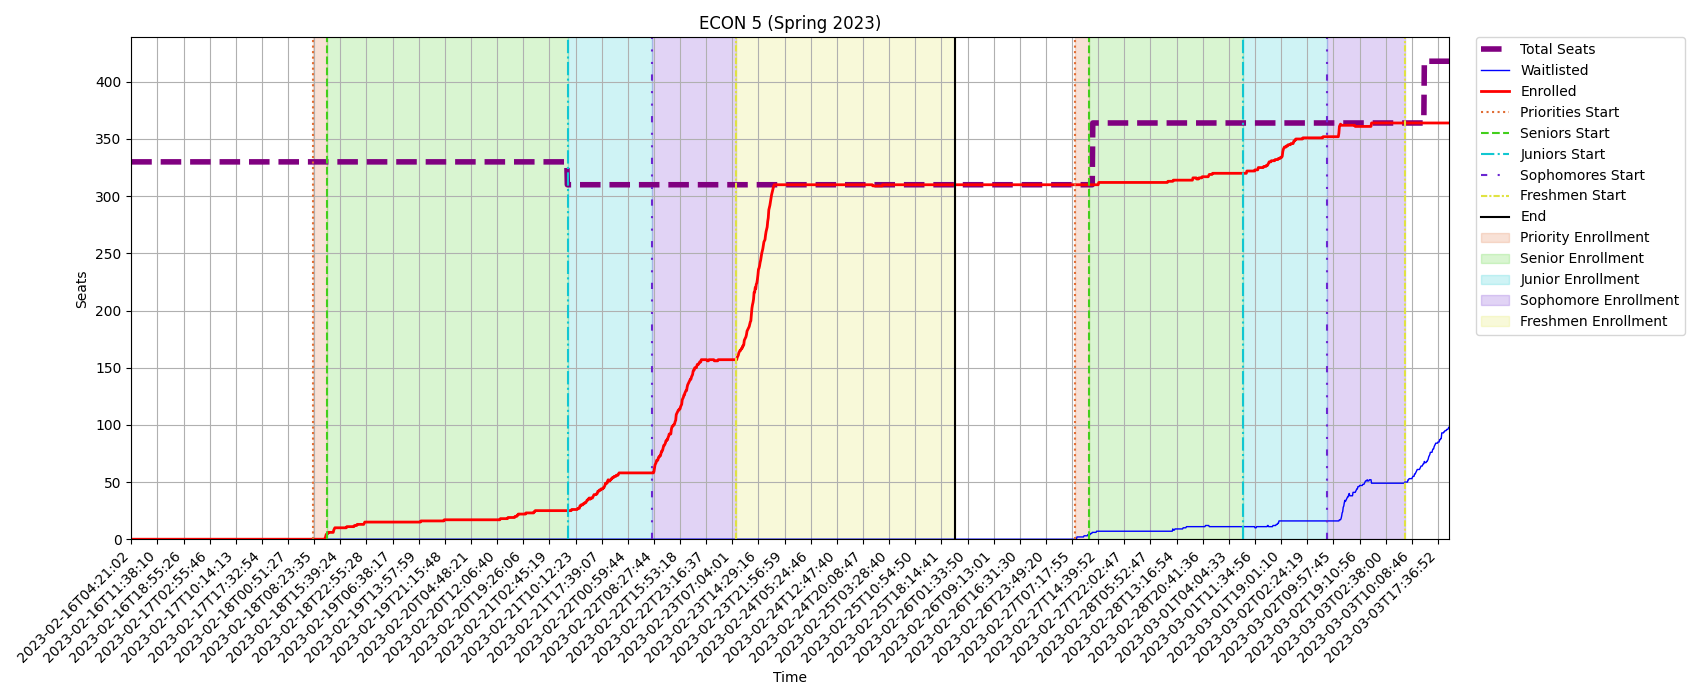 ECON 5 (Spring 2023)
Seats
400
350
300
250
200
150
100
50
0
2023-02-16T04:21:02
2023-02-16T11:38:10
2023-02-16T18:55:26
2023-02-17T02:55:46
2023-02-17T10:14:13
2023-02-17T17:32:54
2023-02-18T00:51:27
2023-02-18T08:23:35
2023-02-18T15:39:24
2023-02-18T22:55:28
2023-02-19T06:38:17
2023-02-19T13:57:59
2023-02-19T21:15:48
2023-02-20T04:48:21
2023-02-20T12:06:40
2023-02-20T19:26:06
2023-02-21T02:45:19
2023-02-21T10:12:23
2023-02-21T17:39:07
2023-02-22T00:59:44
2023-02-22T08:27:44
2023-02-22T15:53:18
2023-02-22T23:16:37
2023-02-23T07:04:01
2023-02-23T14:29:16
2023-02-23T21:56:59
2023-02-24T05:24:46
2023-02-24T12:47:40
2023-02-24T20:08:47
2023-02-25T03:28:40
2023-02-25T10:54:50
2023-02-25T18:14:41
2023-02-26T01:33:50
2023-02-26T09:13:01
2023-02-26T16:31:30
2023-02-26T23:49:20
2023-02-27T07:17:55
2023-02-27T14:39:52
2023-02-27T22:02:47
2023-02-28T05:52:47
2023-02-28T13:16:54
2023-02-28T20:41:36
2023-03-01T04:04:33
2023-03-01T11:34:56
2023-03-01T19:01:10
2023-03-02T02:24:19
2023-03-02T09:57:45
2023-03-02T19:10:56
2023-03-03T02:38:00
2023-03-03T10:08:46
2023-03-03T17:36:52
Time
Total Seats
Waitlisted
Enrolled
Priorities Start
Seniors Start
Juniors Start
Sophomores Start
Freshmen Start
End
Priority Enrollment
Senior Enrollment
Junior Enrollment
Sophomore Enrollment
Freshmen Enrollment